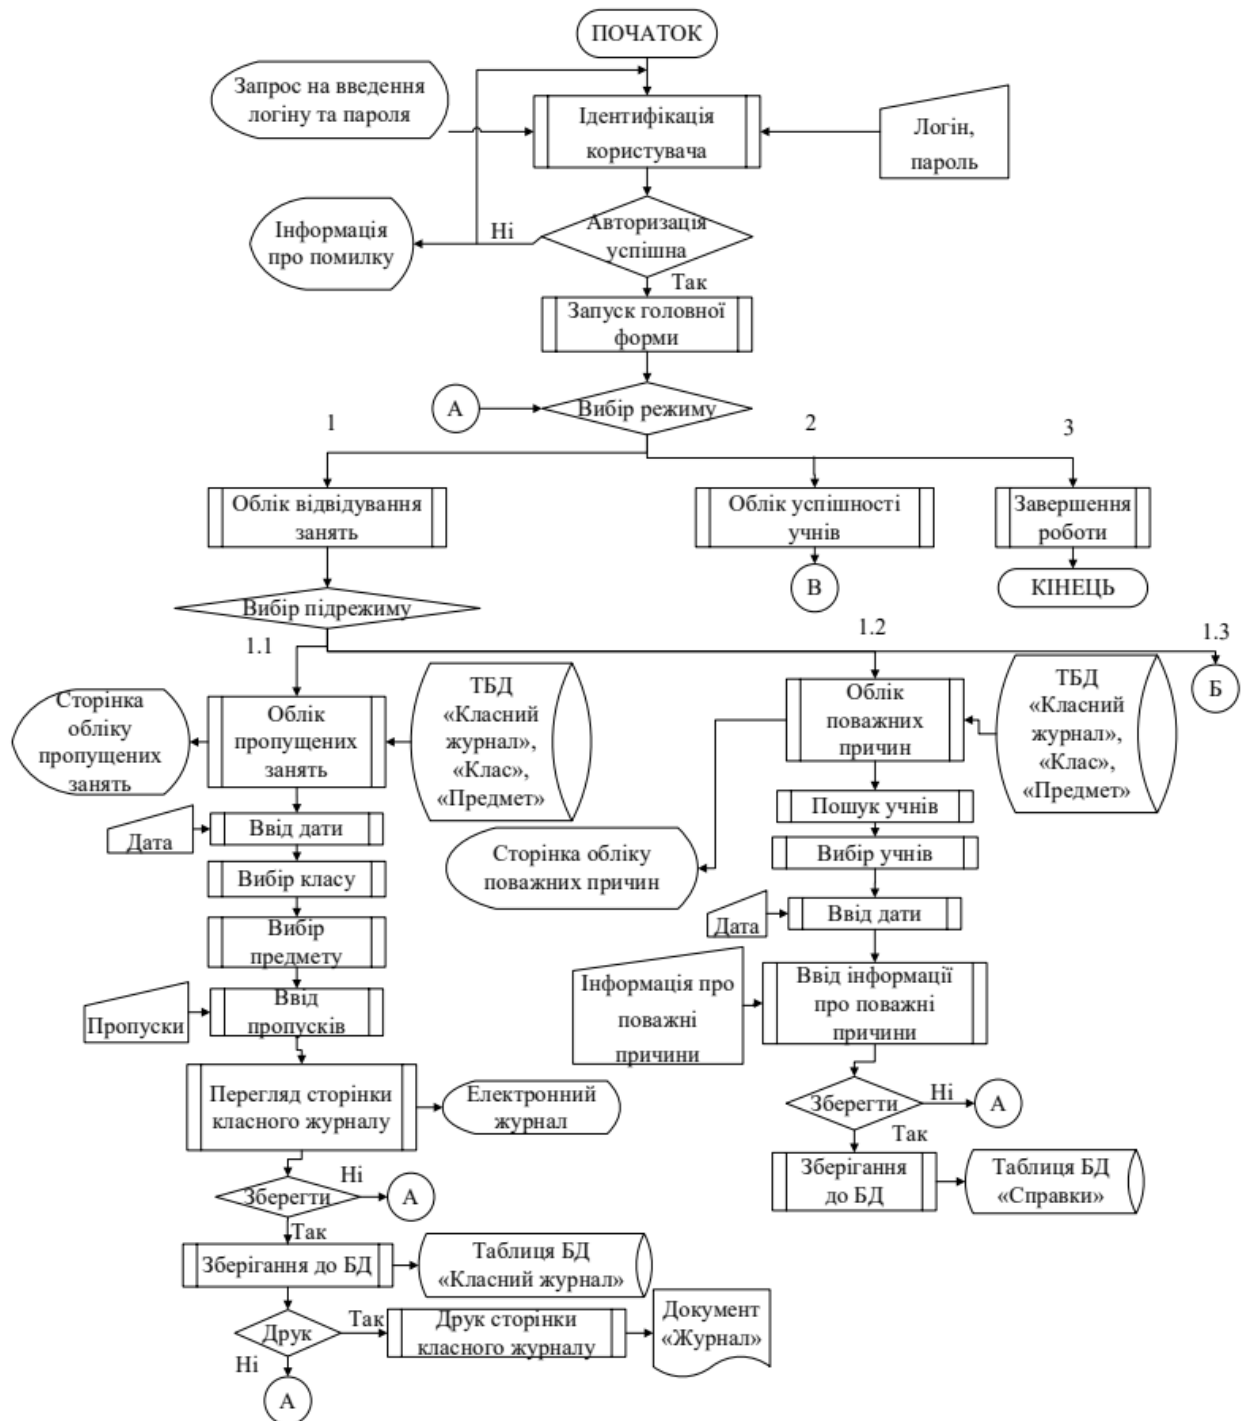 ПОЧАТОК
Запрос на введення
логіну та пароля
Ідентифікація
користувача
Логін,
пароль
Інформація
про помилку
Ні
Авторизація
успішна
Так
Запуск головної
форми
А
Вибір режиму
1
2
3
Облік відвідування
занять
Облік успішності
учнів
Завершення
роботи
В
КІНЕЦЬ
Вибір підрежиму
1.1
1.2
1.3
Б
Сторінка
обліку
пропущених
занять
Облік
пропущених
занять
ТБД
«Класний
журнал»,
«Клас»,
«Предмет»
Облік
поважних
причин
ТБД
«Класний
журнал»,
«Клас»,
«Предмет»
Дата
Ввід дати
Вибір класу
Вибір
предмету
Пропуски
Ввід
пропусків
Перегляд сторінки
класного журналу
Електронний
журнал
Зберегти
Ні
А
Так
Зберігання до БД
Таблиця БД
«Класний журнал»
Друк
Так
Друк сторінки
класного журналу
Документ
«Журнал»
Ні
А
Пошук учнів
Сторінка обліку
поважних причин
Вибір учнів
Дата
Ввід дати
Інформація про
поважні
причини
Ввід інформації
про поважні
причини
Зберегти
Ні
А
Так
Зберігання
до БД
Таблиця БД
«Справки»